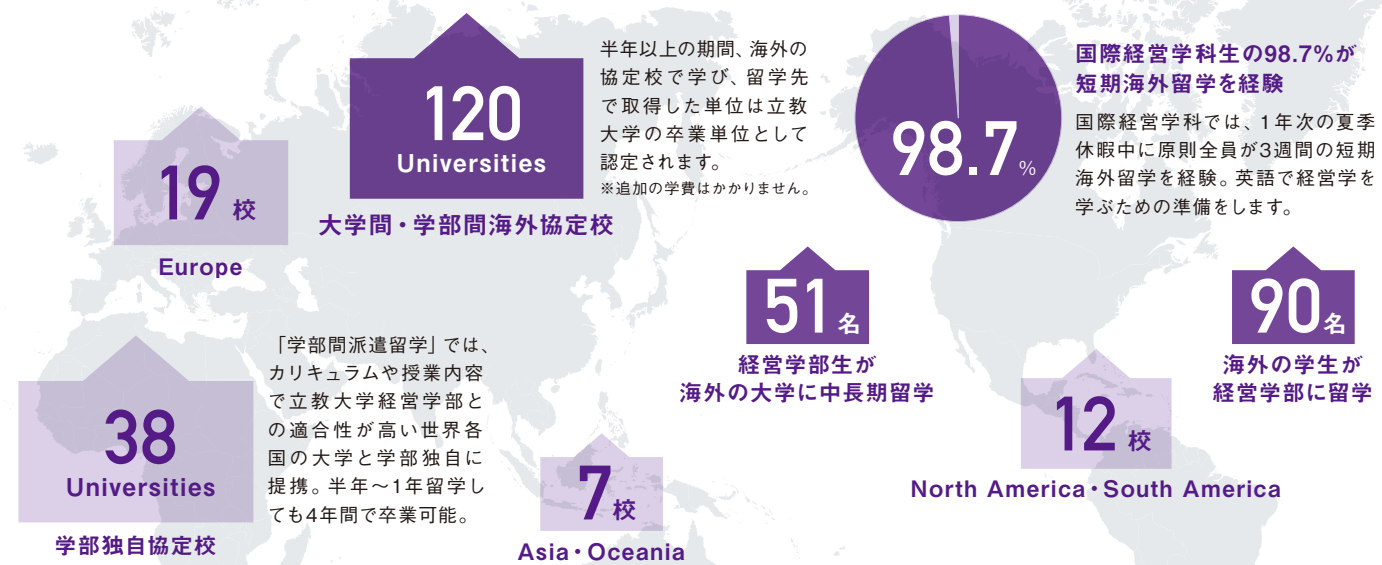 120
Universities
大学間・学部間海外協定校
半年以上の期間、海外の
協定校で学び、留学先
で取得した単位は立教
大学の卒業単位として
認定されます。
※追加の学費はかかりません。
98.7%
国際経営学科生の98.7%が
短期海外留学を経験
国際経営学科では、1年次の夏季
休暇中に原則全員が3週間の短期
海外留学を経験。英語で経営学を
学ぶための準備をします。
19校
Europe
51名
経営学部生が
海外の大学に中長期留学
90名
海外の学生が
経営学部に留学
38
Universities
学部独自協定校
「学部間派遣留学」では、
カリキュラムや授業内容
で立教大学経営学部と
の適合性が高い世界各
国の大学と学部独自に
提携。半年〜1年留学し
ても4年間で卒業可能。
7校
Asia・Oceania
12校
North America・South America